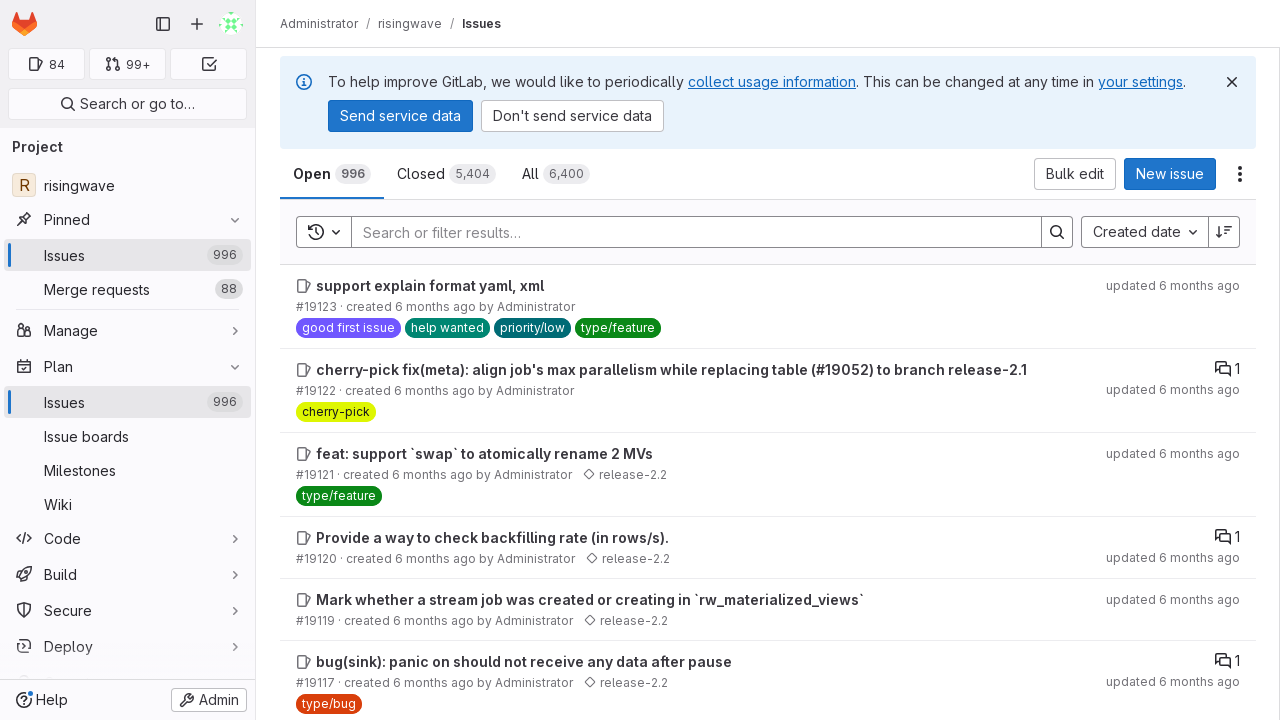 84
99+
Search or go to…
Project
R
risingwave
Pinned
Issues
996
Merge requests
88
Manage
Plan
Issues
996
Issue boards
Milestones
Wiki
Code
Build
Secure
Deploy
Help
Admin
Administrator / risingwave / Issues
To help improve GitLab, we would like to periodically collect usage information. This can be changed at any time in your settings.
Send service data
Don't send service data
Open 996
Closed 5,404
All 6,400
Bulk edit
New issue
Search or filter results…
Created date
support explain format yaml, xml
updated 6 months ago
#19123 · created 6 months ago by Administrator
good first issue help wanted priority/low type/feature
cherry-pick fix(meta): align job's max parallelism while replacing table (#19052) to branch release-2.1
1
#19122 · created 6 months ago by Administrator
updated 6 months ago
cherry-pick
feat: support `swap` to atomically rename 2 MVs
updated 6 months ago
#19121 · created 6 months ago by Administrator release-2.2
type/feature
Provide a way to check backfilling rate (in rows/s).
1
#19120 · created 6 months ago by Administrator release-2.2
updated 6 months ago
Mark whether a stream job was created or creating in `rw_materialized_views`
updated 6 months ago
#19119 · created 6 months ago by Administrator release-2.2
bug(sink): panic on should not receive any data after pause
1
#19117 · created 6 months ago by Administrator release-2.2
updated 6 months ago
type/bug